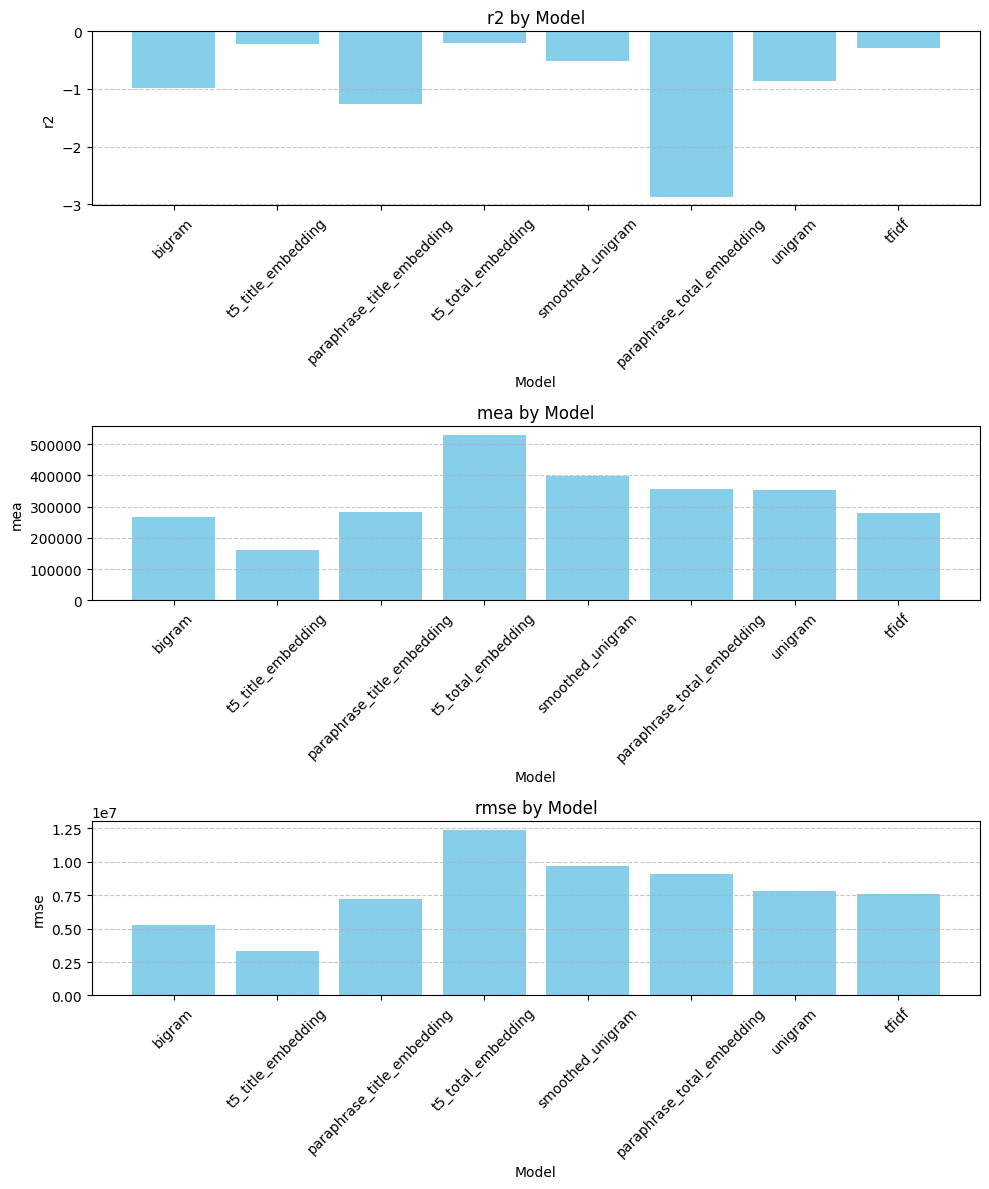 r2 by Model
r2
0
−1
−2
−3
bigram
t5_title_embedding
paraphrase_title_embedding
t5_total_embedding
smoothed_unigram
paraphrase_total_embedding
unigram
tfidf
Model
mea by Model
mea
500000
400000
300000
200000
100000
0
bigram
t5_title_embedding
paraphrase_title_embedding
t5_total_embedding
smoothed_unigram
paraphrase_total_embedding
unigram
tfidf
Model
rmse by Model
1e7
rmse
1.25
1.00
0.75
0.50
0.25
0.00
bigram
t5_title_embedding
paraphrase_title_embedding
t5_total_embedding
smoothed_unigram
paraphrase_total_embedding
unigram
tfidf
Model